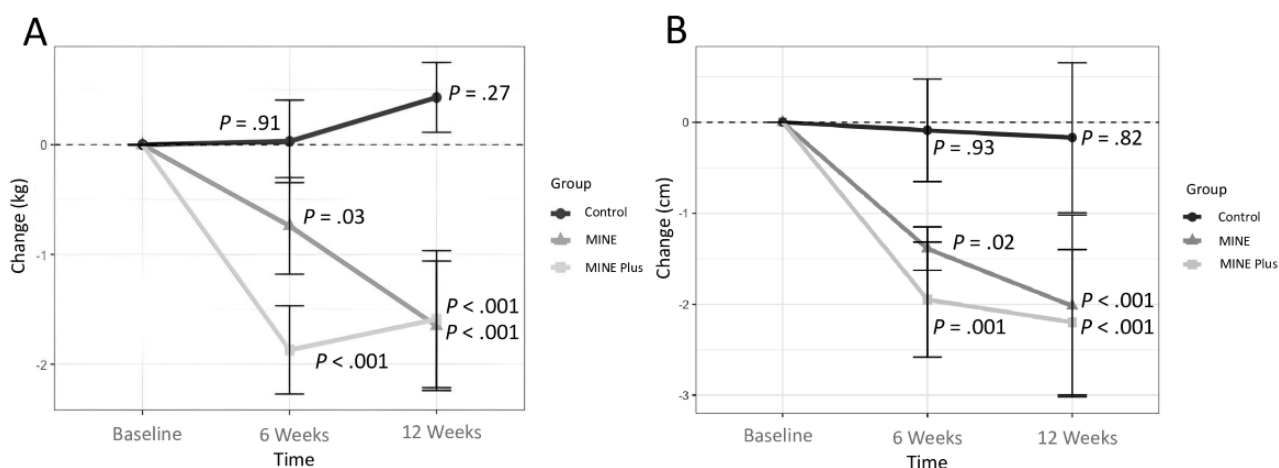 A
Change (kg)
0
-1
-2
P = .91
P = .27
P = .03
P < .001
P < .001
P < .001
Baseline
6 Weeks
12 Weeks
Time
Group
Control
MINE
MINE Plus
B
Change (cm)
0
-1
-2
-3
P = .93
P = .82
P = .02
P < .001
P = .001
P < .001
Baseline
6 Weeks
12 Weeks
Time
Group
Control
MINE
MINE Plus